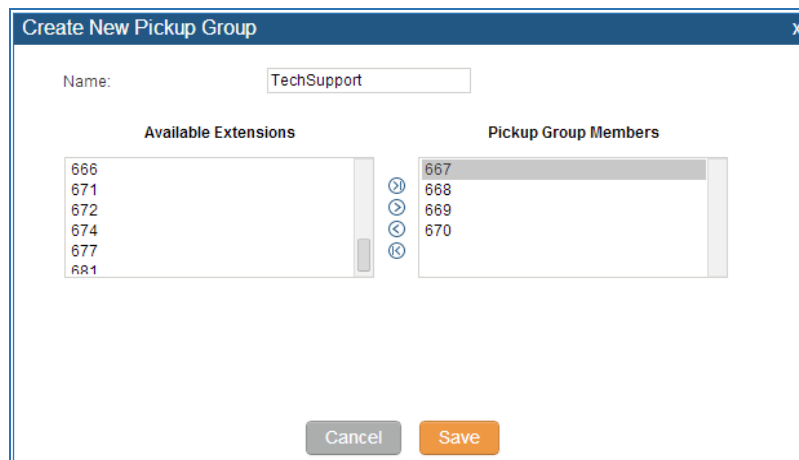 Create New Pickup Group x
Name: TechSupport
Available Extensions Pickup Group Members
666 667
671 668
672 669
674 670
677
681
Cancel Save